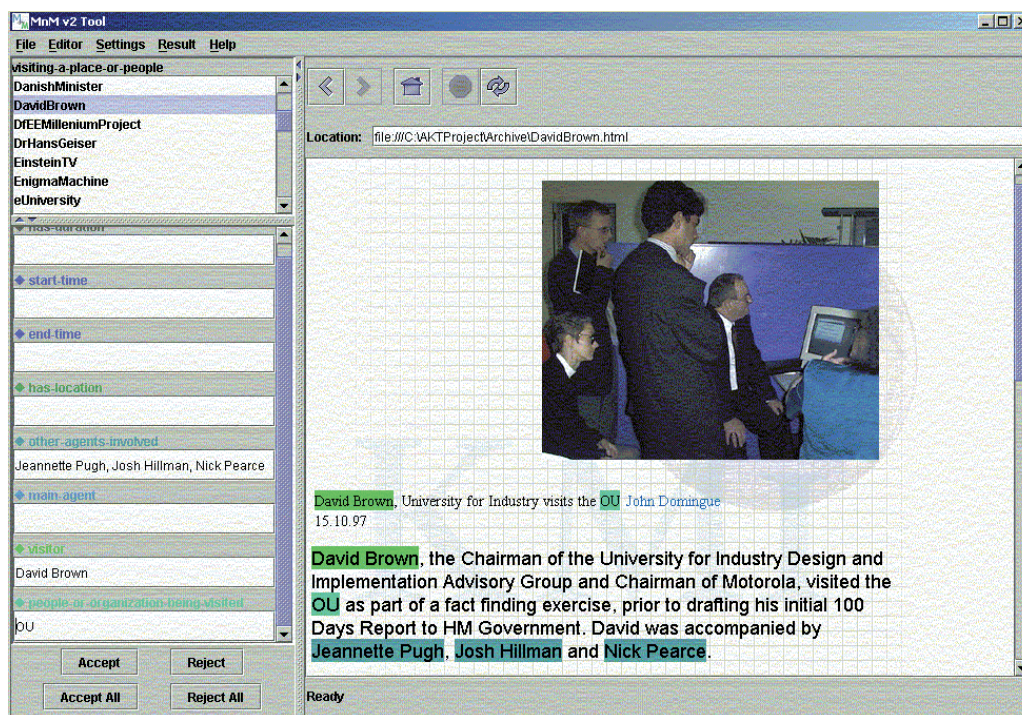 MnM v2 Tool
File Editor Settings Result Help
visiting-a-place-or-people
DanishMinister
DavidBrown
DfEEMilleniumProject
DrHansGeiser
EinsteinTV
EnigmaMachine
eUniversity
has-duration
start-time
end-time
has-location
other-agents-involved
Jeannette Pugh, Josh Hillman, Nick Pearce
main-agent
visitor
David Brown
people-or-organization-being-visited
OU
Accept Reject
Accept All Reject All
Location: file:///C:\AKTProject\Archive\DavidBrown.html
David Brown, University for Industry visits the OU John Domingue
15.10.97
David Brown, the Chairman of the University for Industry Design and
Implementation Advisory Group and Chairman of Motorola, visited the
OU as part of a fact finding exercise, prior to drafting his initial 100
Days Report to HM Government. David was accompanied by
Jeannette Pugh, Josh Hillman and Nick Pearce.
Ready